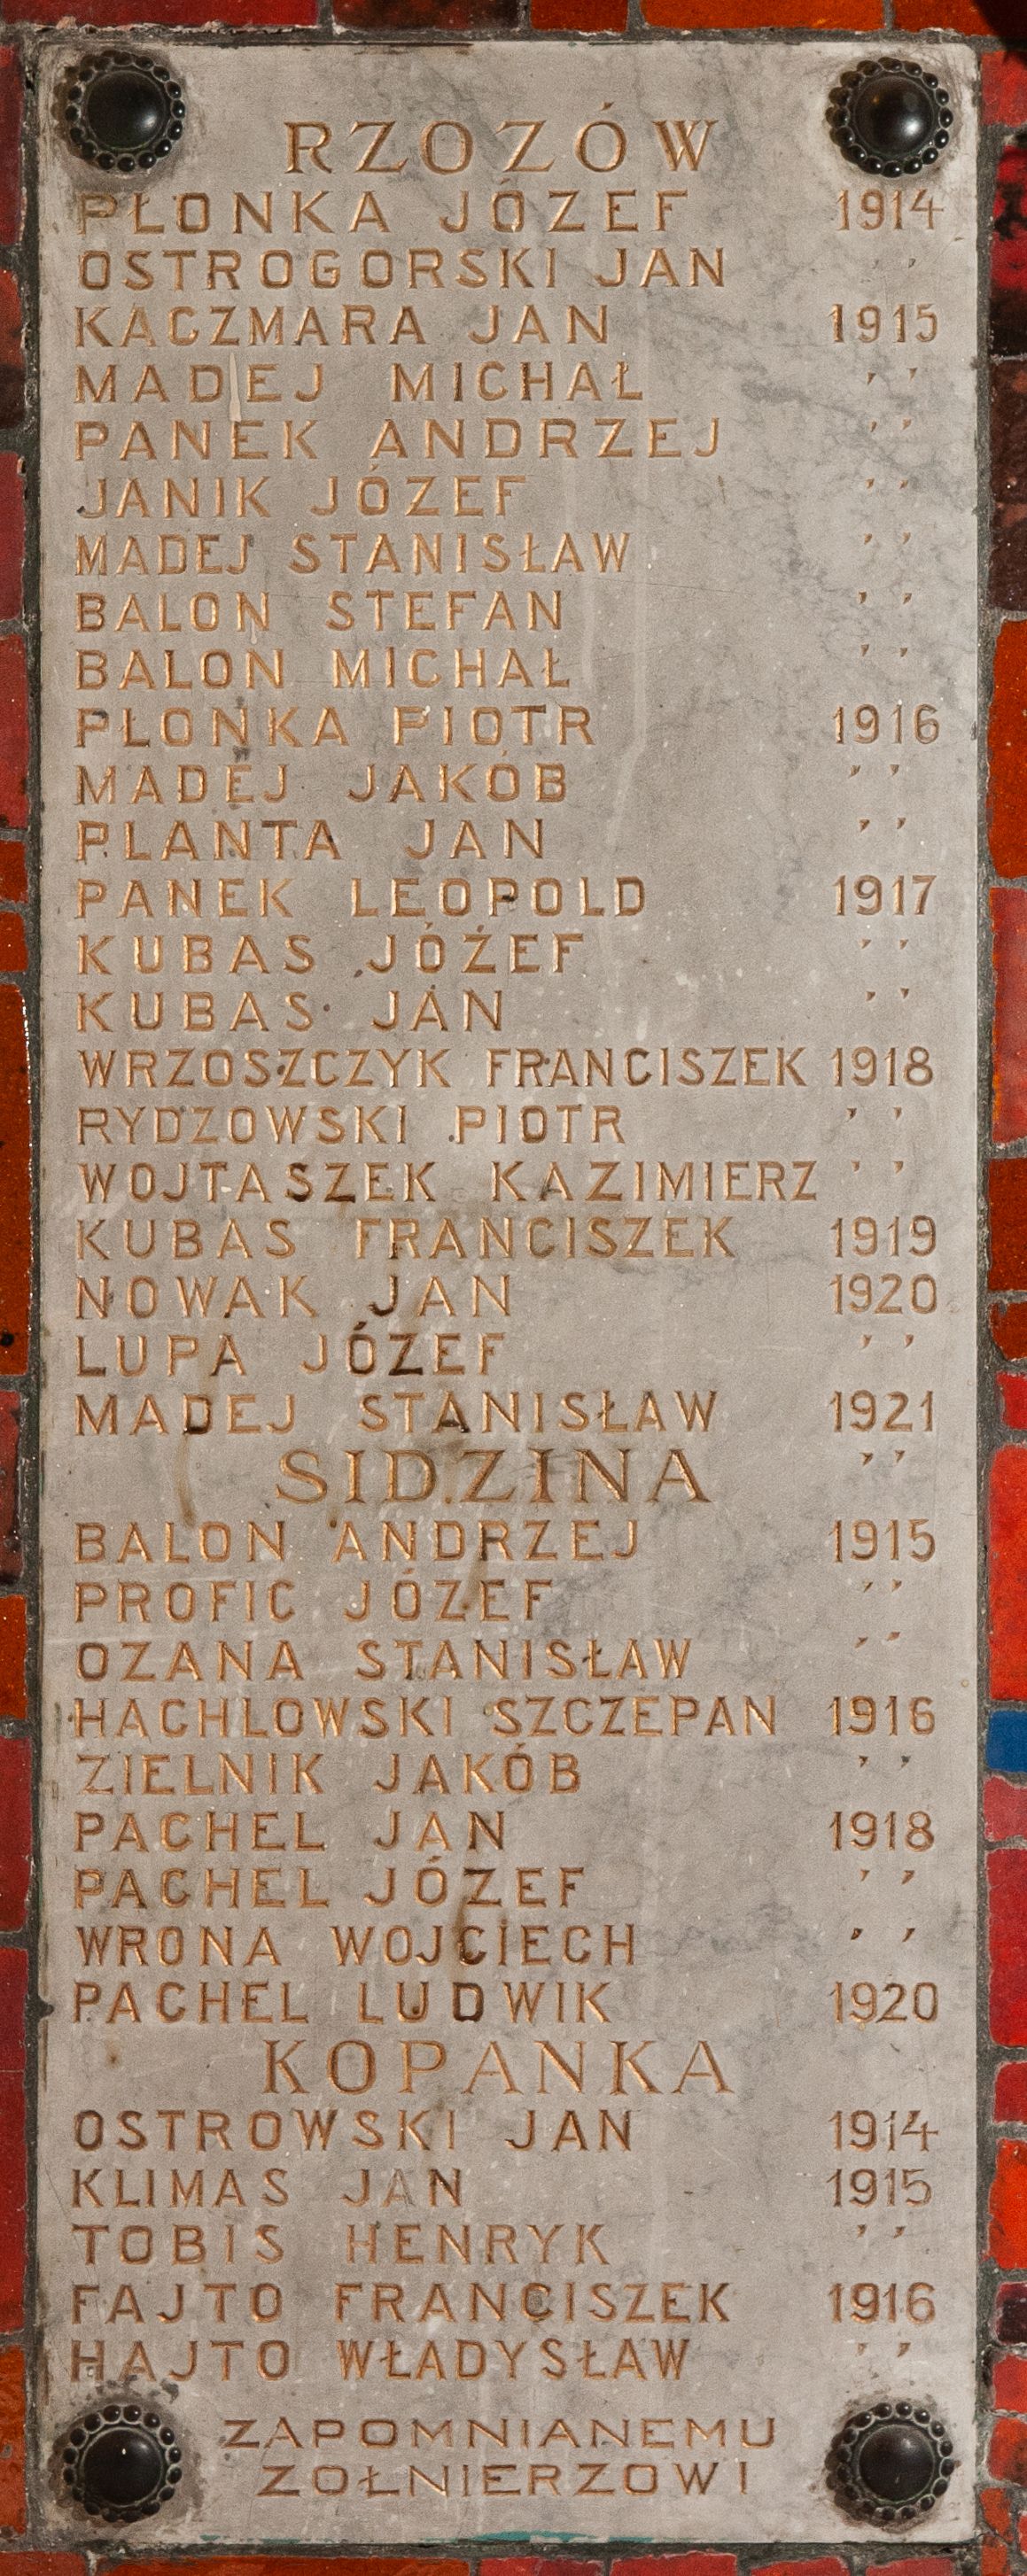 RZOZÓW
PŁONKA JÓZEF 1914
OSTROGORSKI JAN ''
KACZMARA JAN 1915
MADEJ MICHAŁ ''
PANEK ANDRZEJ ''
JANIK JÓZEF ''
MADEJ STANISŁAW ''
BALON STEFAN ''
BALON MICHAŁ ''
PŁONKA PIOTR 1916
MADEJ JAKÓB ''
PLANTA JAN ''
PANEK LEOPOLD 1917
KUBAS JÓZEF ''
KUBAS JAN ''
WRZOSZCZYK FRANCISZEK 1918
RYDZOWSKI PIOTR ''
WOJTASZEK KAZIMIERZ ''
KUBAS FRANCISZEK 1919
NOWAK JAN 1920
LUPA JÓZEF ''
MADEJ STANISŁAW 1921
SIDZINA ''
BALON ANDRZEJ 1915
PROFIC JÓZEF ''
OZANA STANISŁAW ''
HACHLOWSKI SZCZEPAN 1916
ZIELNIK JAKÓB ''
PACHEL JAN 1918
PACHEL JÓZEF ''
WRONA WOJCIECH ''
PACHEL LUDWIK 1920
KOPANKA
OSTROWSKI JAN 1914
KLIMAS JAN 1915
TOBIS HENRYK ''
FAJTO FRANCISZEK 1916
HAJTO WŁADYSŁAW ''
ZAPOMNIANEMU
ZOŁNIERZOWI